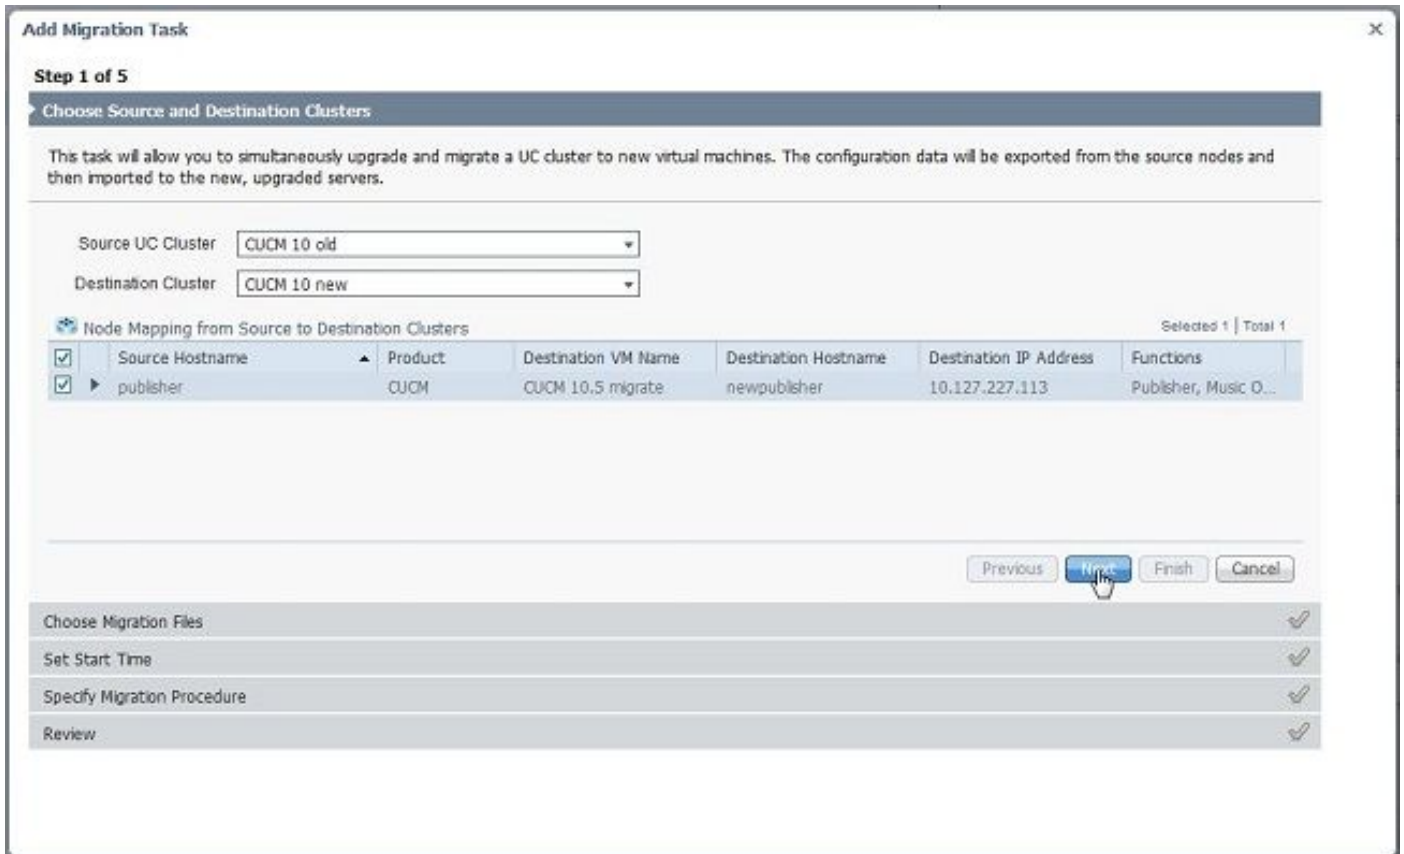 Add Migration Task
Step 1 of 5
Choose Source and Destination Clusters
This task will allow you to simultaneously upgrade and migrate a UC cluster to new virtual machines. The configuration data will be exported from the source nodes and
then imported to the new, upgraded servers.
Source UC Cluster CUCM 10 old
Destination Cluster CUCM 10 new
Node Mapping from Source to Destination Clusters Selected 1 | Total 1
Source Hostname Product Destination VM Name Destination Hostname Destination IP Address Functions
publisher CUCM CUCM 10.5 migrate newpublisher 10.127.227.113 Publisher, Music O...
Previous Next Finish Cancel
Choose Migration Files
Set Start Time
Specify Migration Procedure
Review